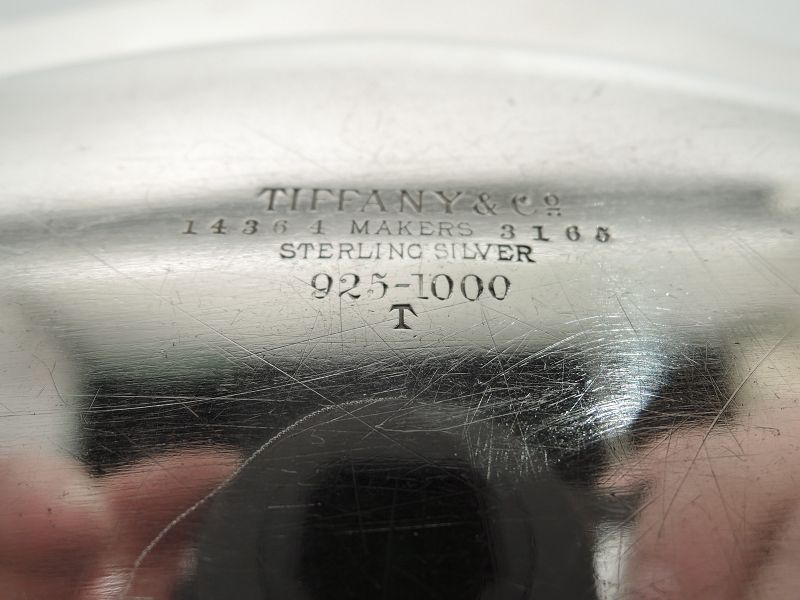 TIFFANY & Co
14364 MAKERS 3165
STERLING SILVER
925-1000
T